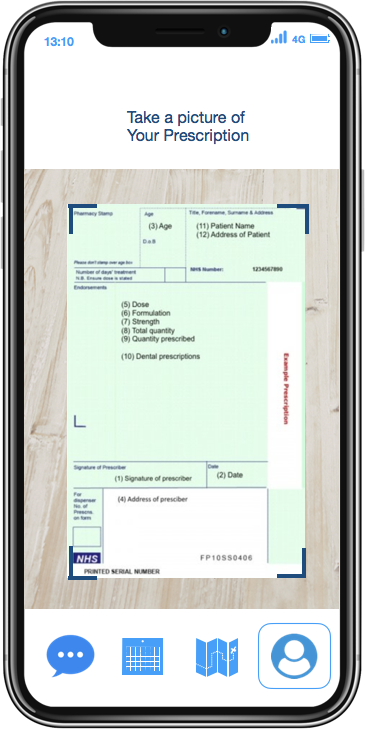 13:10
4G
Take a picture of
Your Prescription
Pharmacy Stamp
Age
Title, Forename, Surname & Address
(3) Age
(11) Patient Name
(12) Address of Patient
D.o.B
Please don't stamp over age box
Number of days' treatment
N.B. Ensure dose is stated
NHS Number:
1234567890
Endorsements
(5) Dose
(6) Formulation
(7) Strength
(8) Total quantity
(9) Quantity prescribed
(10) Dental prescriptions
Example Prescription
Signature of Prescriber
Date
(1) Signature of prescriber
(2) Date
For
dispenser
No. of
Prescns.
on form
(4) Address of presciber
NHS
FP10SS0406
PRINTED SERIAL NUMBER